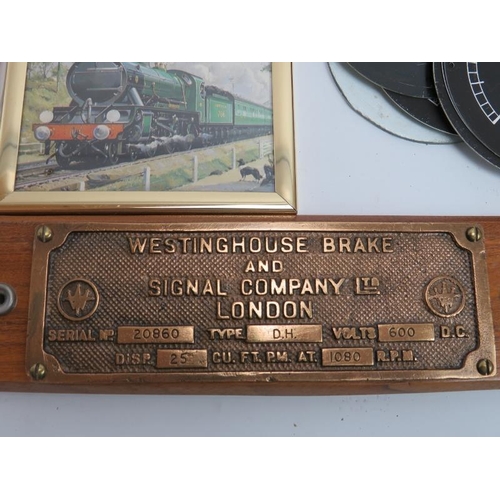 WESTINGHOUSE BRAKE
AND
SIGNAL COMPANY LTD
LONDON
SERIAL No. 20860 TYPE D.H. VOLTS 600 D.C.
DISP. 25 CU. FT. P.M. AT 1080 R.P.M.